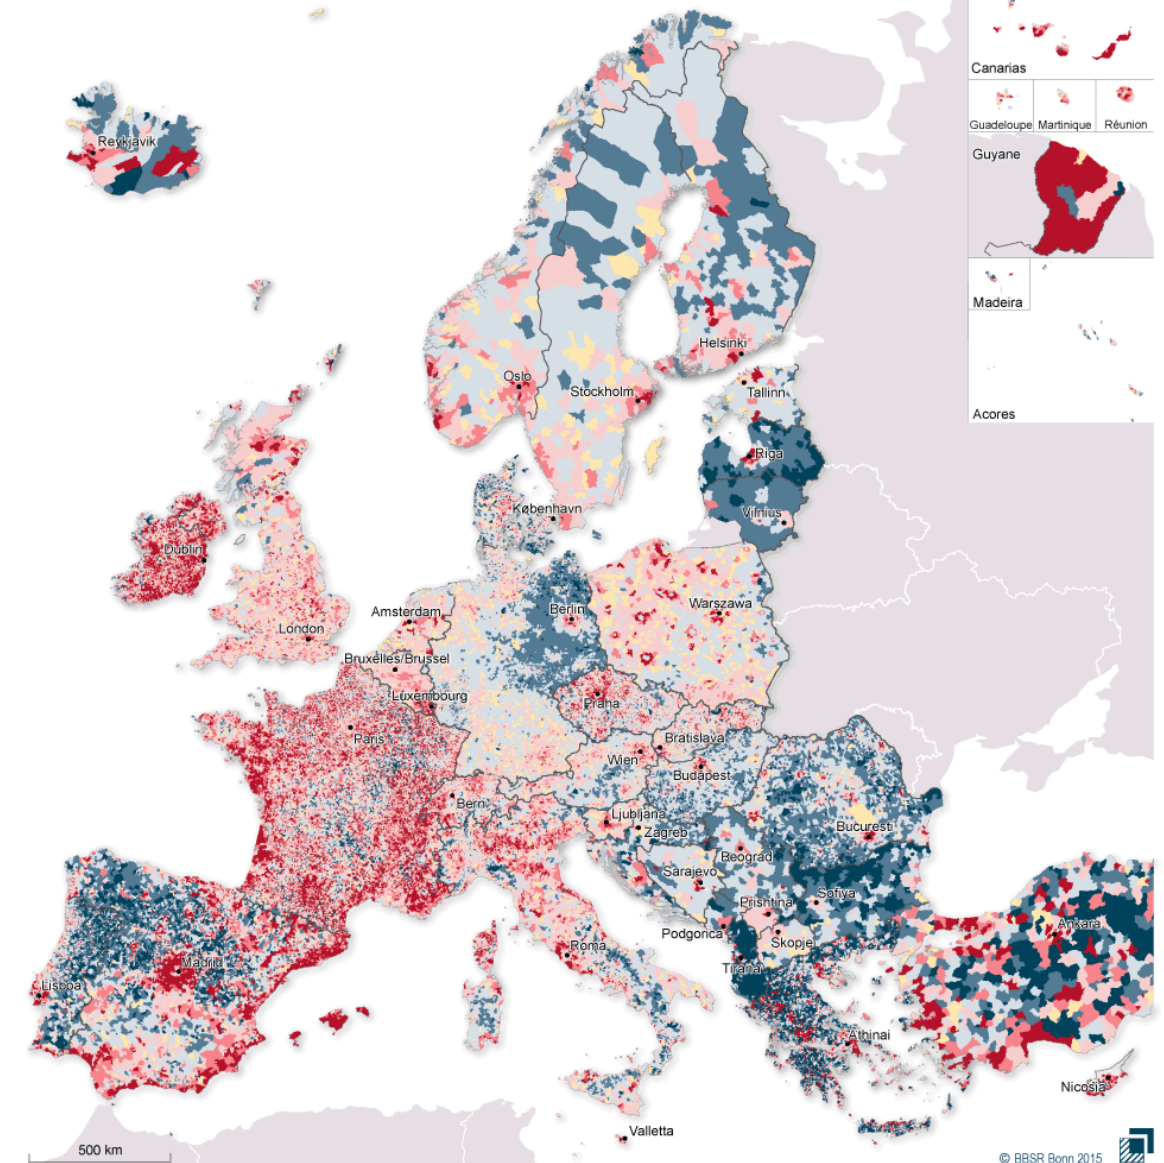 Canarias
Guadeloupe
Martinique
Réunion
Guyane
Madeira
Acores
Reykjavik
Helsinki
Oslo
Stockholm
Tallinn
Riga
København
Vilnius
Dublin
Amsterdam
Berlin
Warszawa
London
Bruxelles/Brussel
Luxembourg
Praha
Paris
Bratislava
Wien
Budapest
Bern
Ljubljana
Zagreb
Bucuresti
Beograd
Sarajevo
Sofiya
Prishtina
Podgorica
Skopje
Ankara
Roma
Madrid
Tirana
Lisboa
Athinai
Nicosia
Valletta
500 km
© BBSR Bonn 2015